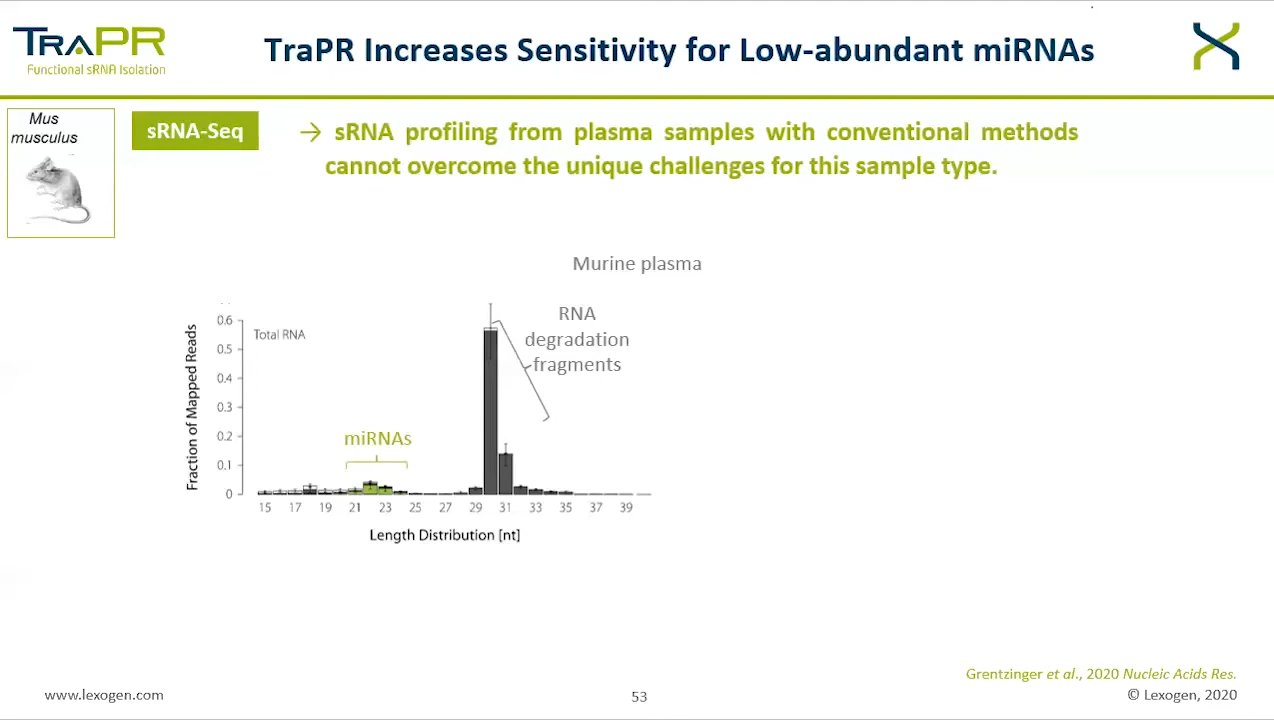 TRAPR
Functional sRNA Isolation
TraPR Increases Sensitivity for Low-abundant miRNAs
Mus
musculus
sRNA-Seq
→ sRNA profiling from plasma samples with conventional methods
cannot overcome the unique challenges for this sample type.
Murine plasma
Total RNA
RNA
degradation
fragments
miRNAs
Fraction of Mapped Reads
0.6
0.5
0.4
0.3
0.2
0.1
0
15 17 19 21 23 25 27 29 31 33 35 37 39
Length Distribution [nt]
Grentzinger et al., 2020 Nucleic Acids Res.
www.lexogen.com
53
© Lexogen, 2020